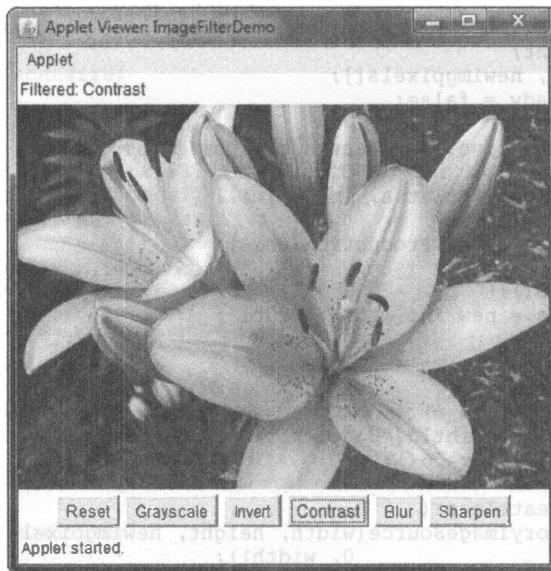 Applet Viewer: ImageFilterDemo
Applet
Filtered: Contrast
Reset Grayscale Invert Contrast Blur Sharpen
Applet started.